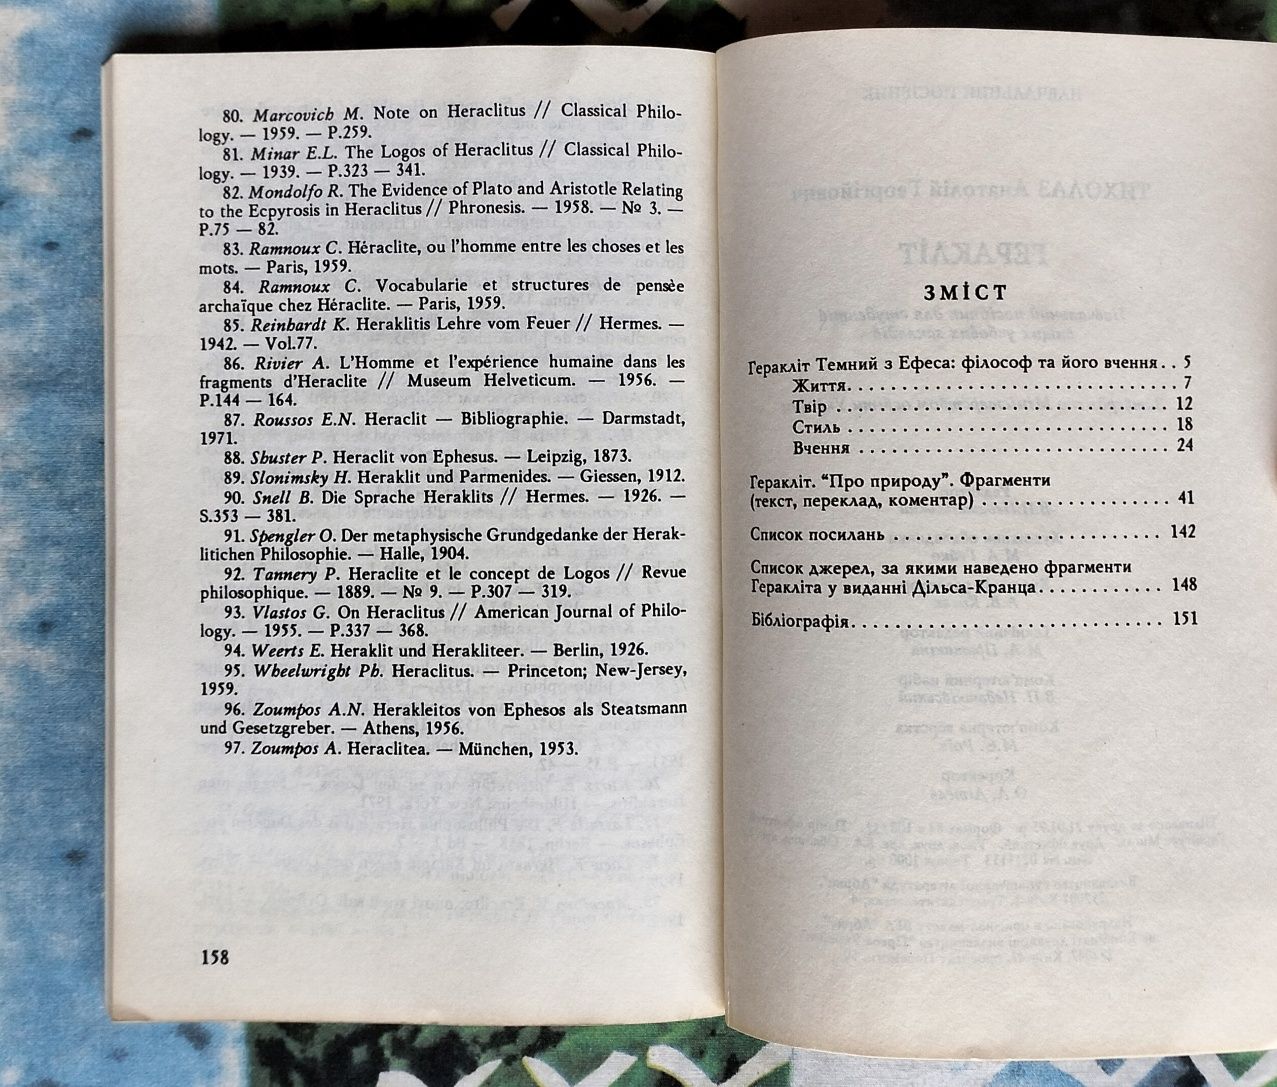 80. Marcovich M. Note on Heraclitus // Classical Philo-
logy. — 1959. — P.259.
81. Minar E.L. The Logos of Heraclitus // Classical Philo-
logy. — 1939. — P.323 — 341.
82. Mondolfo R. The Evidence of Plato and Aristotle Relating
to the Ecpyrosis in Heraclitus // Phronesis. — 1958. — № 3. —
P.75 — 82.
83. Ramnoux C. Héraclite, ou l'homme entre les choses et les
mots. — Paris, 1959.
84. Ramnoux C. Vocabularie et structures de pensèe
archaïque chez Héraclite. — Paris, 1959.
85. Reinhardt K. Heraklitis Lehre vom Feuer // Hermes. —
1942. — Vol.77.
86. Rivier A. L'Homme et l'expérience humaine dans les
fragments d'Heraclite // Museum Helveticum. — 1956. —
P.144 — 164.
87. Roussos E.N. Heraclit — Bibliographie. — Darmstadt,
1971.
88. Shuster P. Heraclit von Ephesus. — Leipzig, 1873.
89. Slonimsky H. Heraklit und Parmenides. — Giessen, 1912.
90. Snell B. Die Sprache Heraklits // Hermes. — 1926. —
S.353 — 381.
91. Spengler O. Der metaphysische Grundgedanke der Herak-
litichen Philosophie. — Halle, 1904.
92. Tannery P. Heraclite et le concept de Logos // Revue
philosophique. — 1889. — № 9. — P.307 — 319.
93. Vlastos G. On Heraclitus // American Journal of Philo-
logy. — 1955. — P.337 — 368.
94. Weerts E. Heraklit und Herakliteer. — Berlin, 1926.
95. Wheelwright Ph. Heraclitus. — Princeton; New-Jersey,
1959.
96. Zoumpos A.N. Herakleitos von Ephesos als Steatsmann
und Gesetzgreber. — Athens, 1956.
97. Zoumpos A. Heraclitea. — München, 1953.
158
ЗМІСТ
Геракліт Темний з Ефеса: філософ та його вчення . . 5
Життя. . . . . . . . . . . . . . . . . . . . . . . . . . . . . . 7
Твір . . . . . . . . . . . . . . . . . . . . . . . . . . . . . . 12
Стиль . . . . . . . . . . . . . . . . . . . . . . . . . . . . . 18
Вчення . . . . . . . . . . . . . . . . . . . . . . . . . . . . 24
Геракліт. "Про природу". Фрагменти
(текст, переклад, коментар) . . . . . . . . . . . . . . . . . 41
Список посилань . . . . . . . . . . . . . . . . . . . . . . . . 142
Список джерел, за якими наведено фрагменти
Геракліта у виданні Дільса-Кранца. . . . . . . . . . . . 148
Бібліографія. . . . . . . . . . . . . . . . . . . . . . . . . . . 151